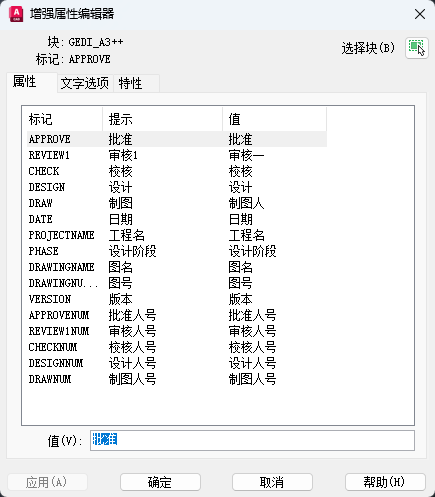 增强属性编辑器
块: GEDI_A3++
标记: APPROVE
选择块(B)
属性 文字选项 特性
标记 提示 值
APPROVE 批准 批准
REVIEW1 审核1 审核一
CHECK 校核 校核
DESIGN 设计 设计
DRAW 制图 制图人
DATE 日期 日期
PROJECTNAME 工程名 工程名
PHASE 设计阶段 设计阶段
DRAWINGNAME 图名 图名
DRAWINGNU... 图号 图号
VERSION 版本 版本
APPROVENUM 批准人号 批准人号
REVIEW1NUM 审核人号 审核人号
CHECKNUM 校核人号 校核人号
DESIGNNUM 设计人号 设计人号
DRAWNUM 制图人号 制图人号
值(V): 批准
应用(A) 确定 取消 帮助(H)